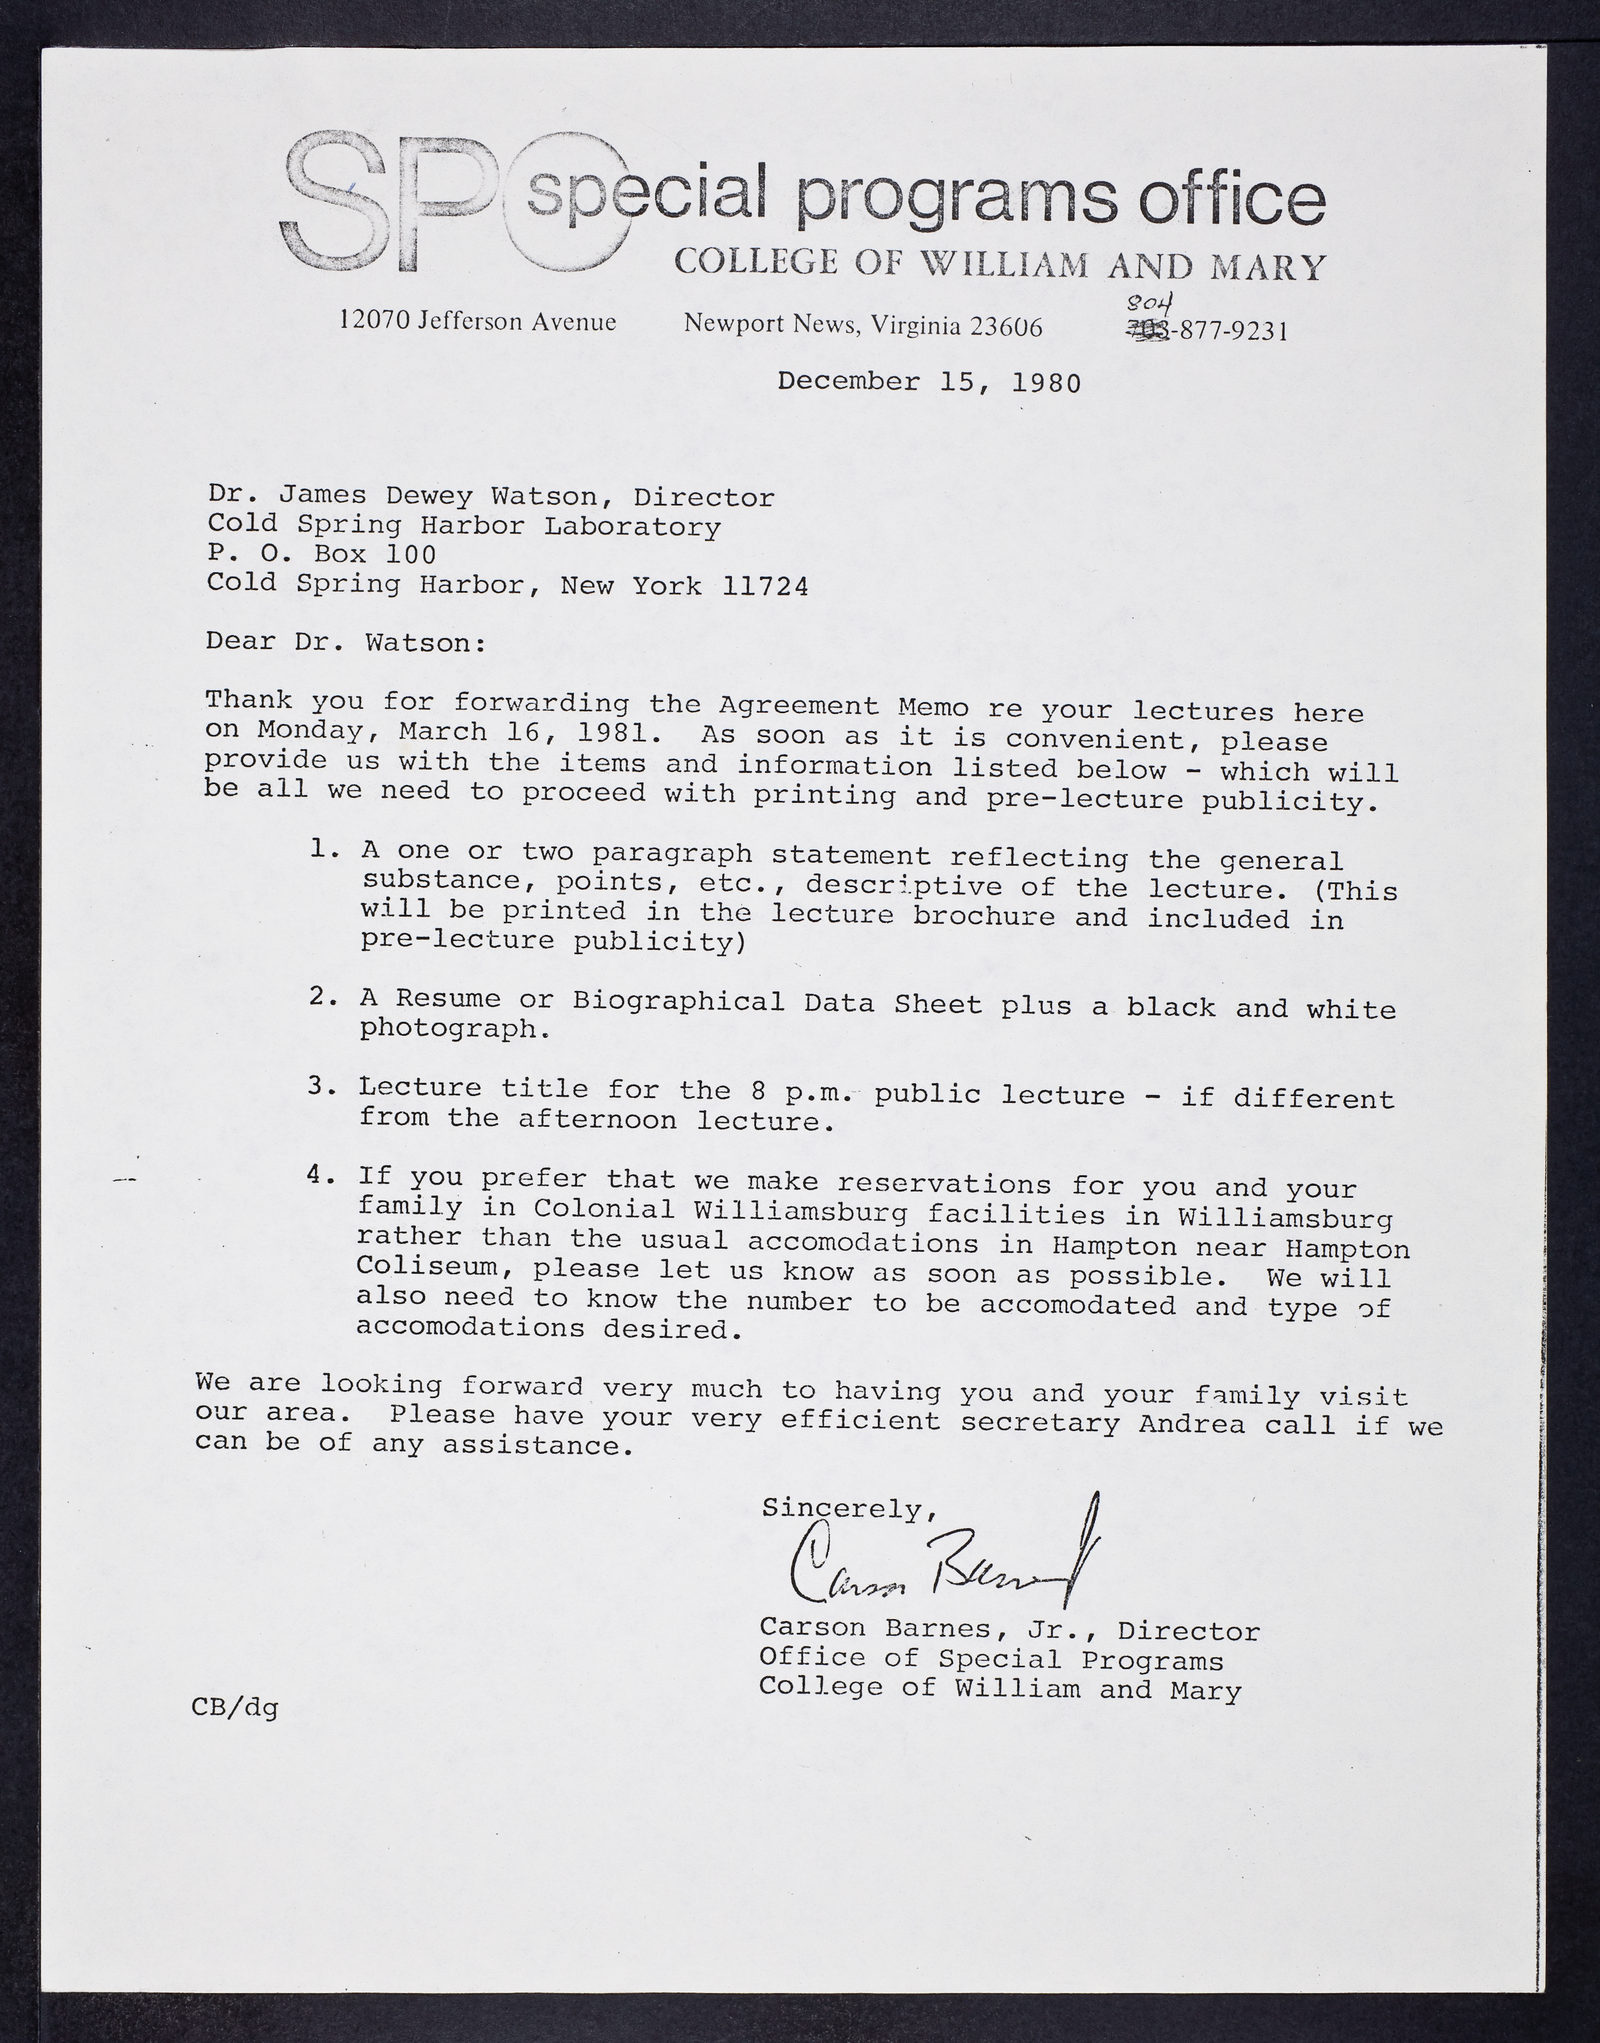 SPO special programs office
COLLEGE OF WILLIAM AND MARY
12070 Jefferson Avenue Newport News, Virginia 23606 804
703-877-9231
December 15, 1980
Dr. James Dewey Watson, Director
Cold Spring Harbor Laboratory
P. O. Box 100
Cold Spring Harbor, New York 11724
Dear Dr. Watson:
Thank you for forwarding the Agreement Memo re your lectures here
on Monday, March 16, 1981. As soon as it is convenient, please
provide us with the items and information listed below - which will
be all we need to proceed with printing and pre-lecture publicity.
1. A one or two paragraph statement reflecting the general
substance, points, etc., descriptive of the lecture. (This
will be printed in the lecture brochure and included in
pre-lecture publicity)
2. A Resume or Biographical Data Sheet plus a black and white
photograph.
3. Lecture title for the 8 p.m. public lecture - if different
from the afternoon lecture.
4. If you prefer that we make reservations for you and your
family in Colonial Williamsburg facilities in Williamsburg
rather than the usual accomodations in Hampton near Hampton
Coliseum, please let us know as soon as possible. We will
also need to know the number to be accomodated and type of
accomodations desired.
We are looking forward very much to having you and your family visit
our area. Please have your very efficient secretary Andrea call if we
can be of any assistance.
Sincerely,
Carson Barnes
Carson Barnes, Jr., Director
Office of Special Programs
College of William and Mary
CB/dg